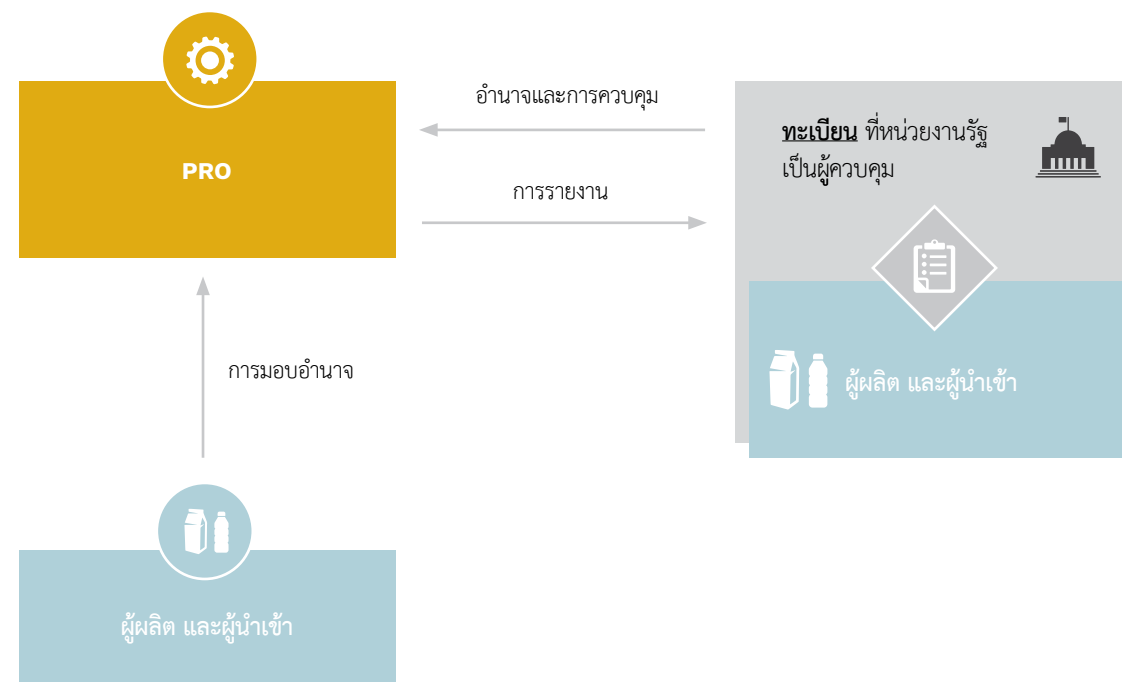 PRO
อำนาจและการควบคุม
การรายงาน
ทะเบียน ที่หน่วยงานรัฐ
เป็นผู้ควบคุม
ผู้ผลิต และผู้นำเข้า
การมอบอำนาจ
ผู้ผลิต และผู้นำเข้า